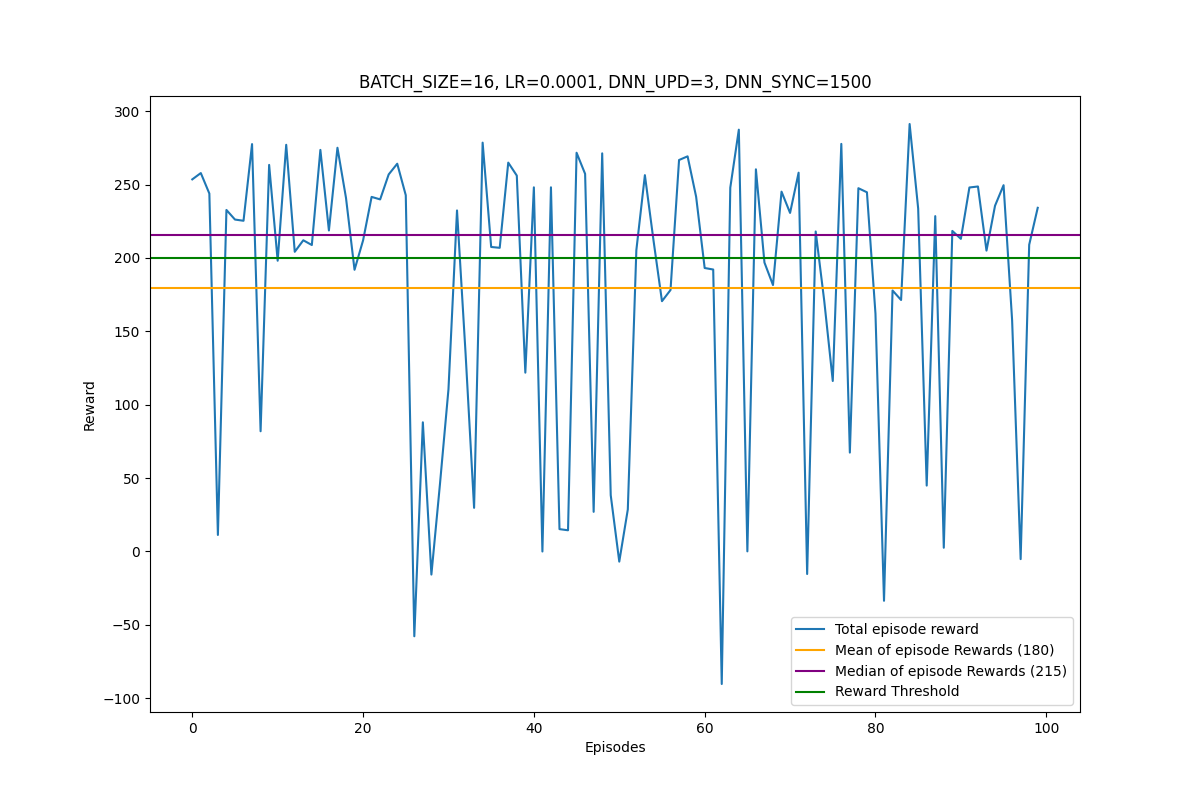 BATCH_SIZE=16, LR=0.0001, DNN_UPD=3, DNN_SYNC=1500
Reward
300
250
200
150
100
50
0
−50
−100
Total episode reward
Mean of episode Rewards (180)
Median of episode Rewards (215)
Reward Threshold
0 20 40 60 80 100
Episodes